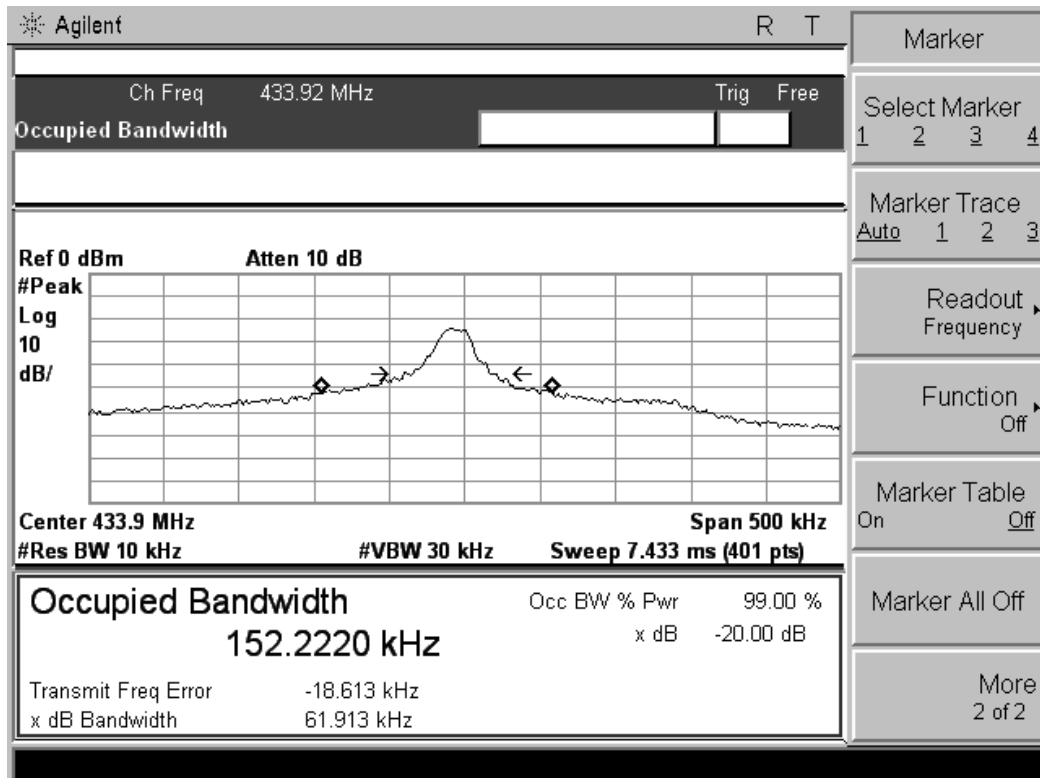 Agilent
R T
Ch Freq 433.92 MHz
Trig Free
Occupied Bandwidth
Ref 0 dBm
Atten 10 dB
#Peak
Log
10
dB/
Center 433.9 MHz
Span 500 kHz
#Res BW 10 kHz
#VBW 30 kHz
Sweep 7.433 ms (401 pts)
Occupied Bandwidth
152.2220 kHz
Occ BW % Pwr 99.00 %
x dB -20.00 dB
Transmit Freq Error -18.613 kHz
x dB Bandwidth 61.913 kHz
Marker
Select Marker
1 2 3 4
Marker Trace
Auto 1 2 3
Readout
Frequency
Function
Off
Marker Table
On Off
Marker All Off
More
2 of 2